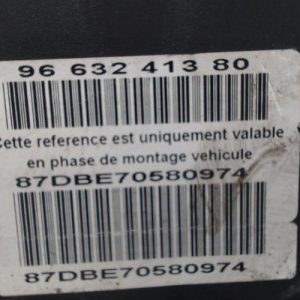 96 632 413 80
Cette reference est uniquement valable
en phase de montage vehicule
87DBE70580974
87DBE70580974